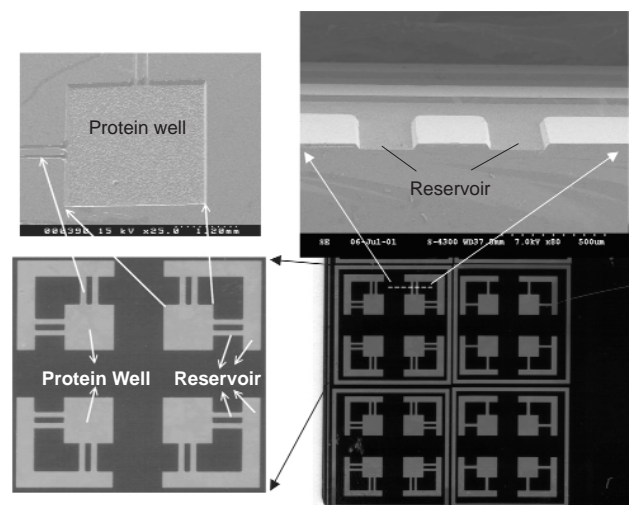 Protein well
000390 15 kV x25.0 1.20mm
Reservoir
SE 06-Jul-01 S-4300 WD37.8mm 7.0kV x80 500um
Protein Well
Reservoir